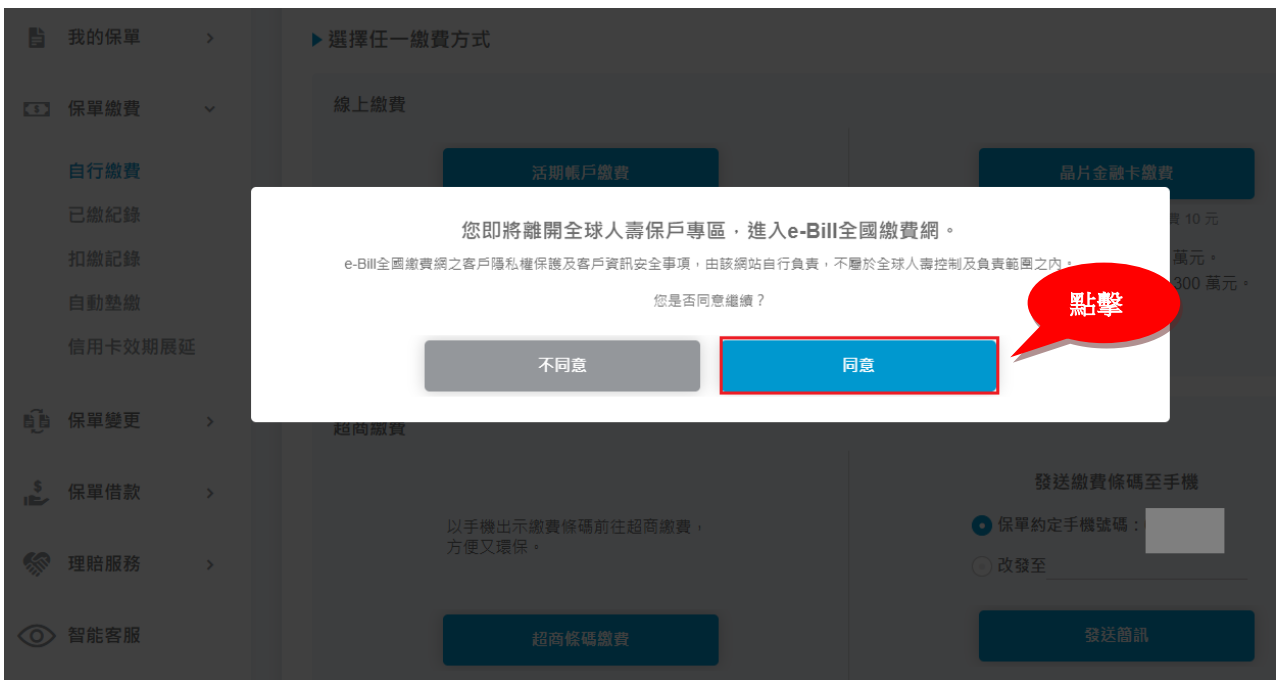 我的保單
保單繳費
自行繳費
已繳紀錄
扣繳記錄
自動墊繳
信用卡效期展延
保單變更
保單借款
理賠服務
智能客服
選擇任一繳費方式
線上繳費
活期帳戶繳費
晶片金融卡繳費
10 元
萬元。
300 萬元。
您即將離開全球人壽保戶專區,進入e-Bill全國繳費網。
e-Bill全國繳費網之客戶隱私權保護及客戶資訊安全事項,由該網站自行負責,不屬於全球人壽控制及負責範圍之內。
您是否同意繼續?
不同意
同意
點擊
超商繳費
以手機出示繳費條碼前往超商繳費,
方便又環保。
超商條碼繳費
發送繳費條碼至手機
保單約定手機號碼:
改發至
發送簡訊